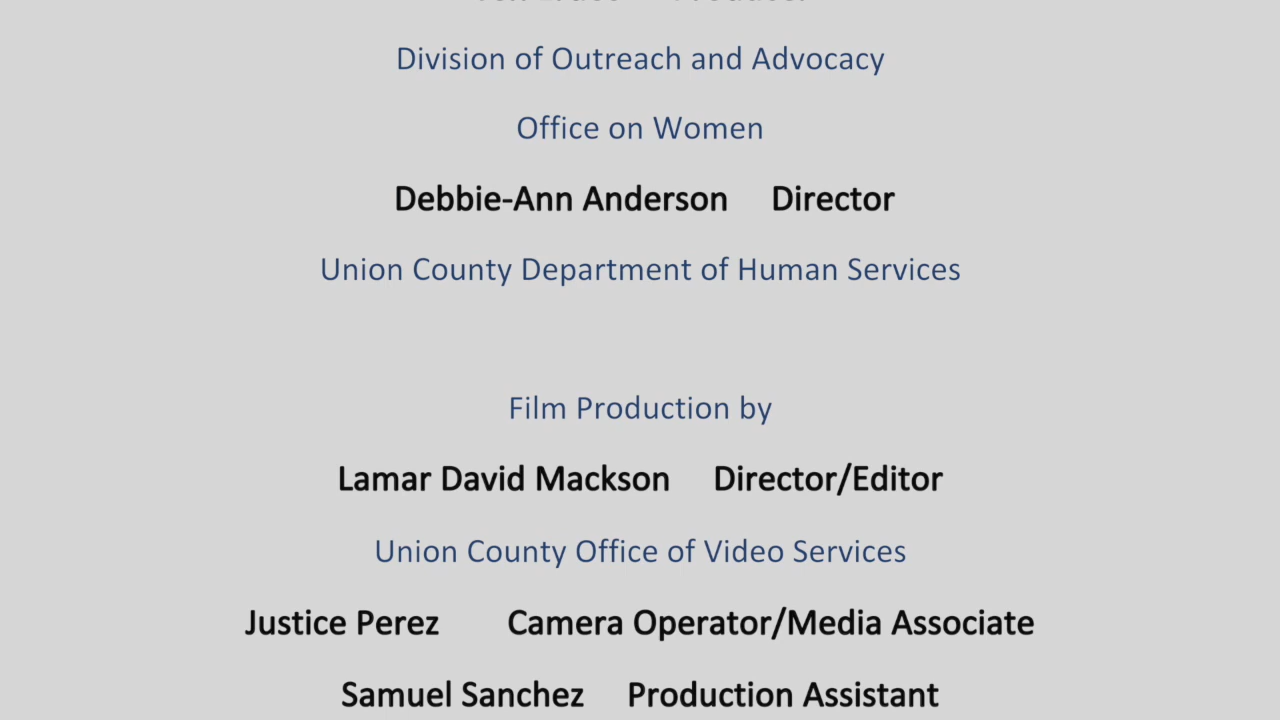 Division of Outreach and Advocacy
Office on Women
Debbie-Ann Anderson Director
Union County Department of Human Services
Film Production by
Lamar David Mackson Director/Editor
Union County Office of Video Services
Justice Perez Camera Operator/Media Associate
Samuel Sanchez Production Assistant